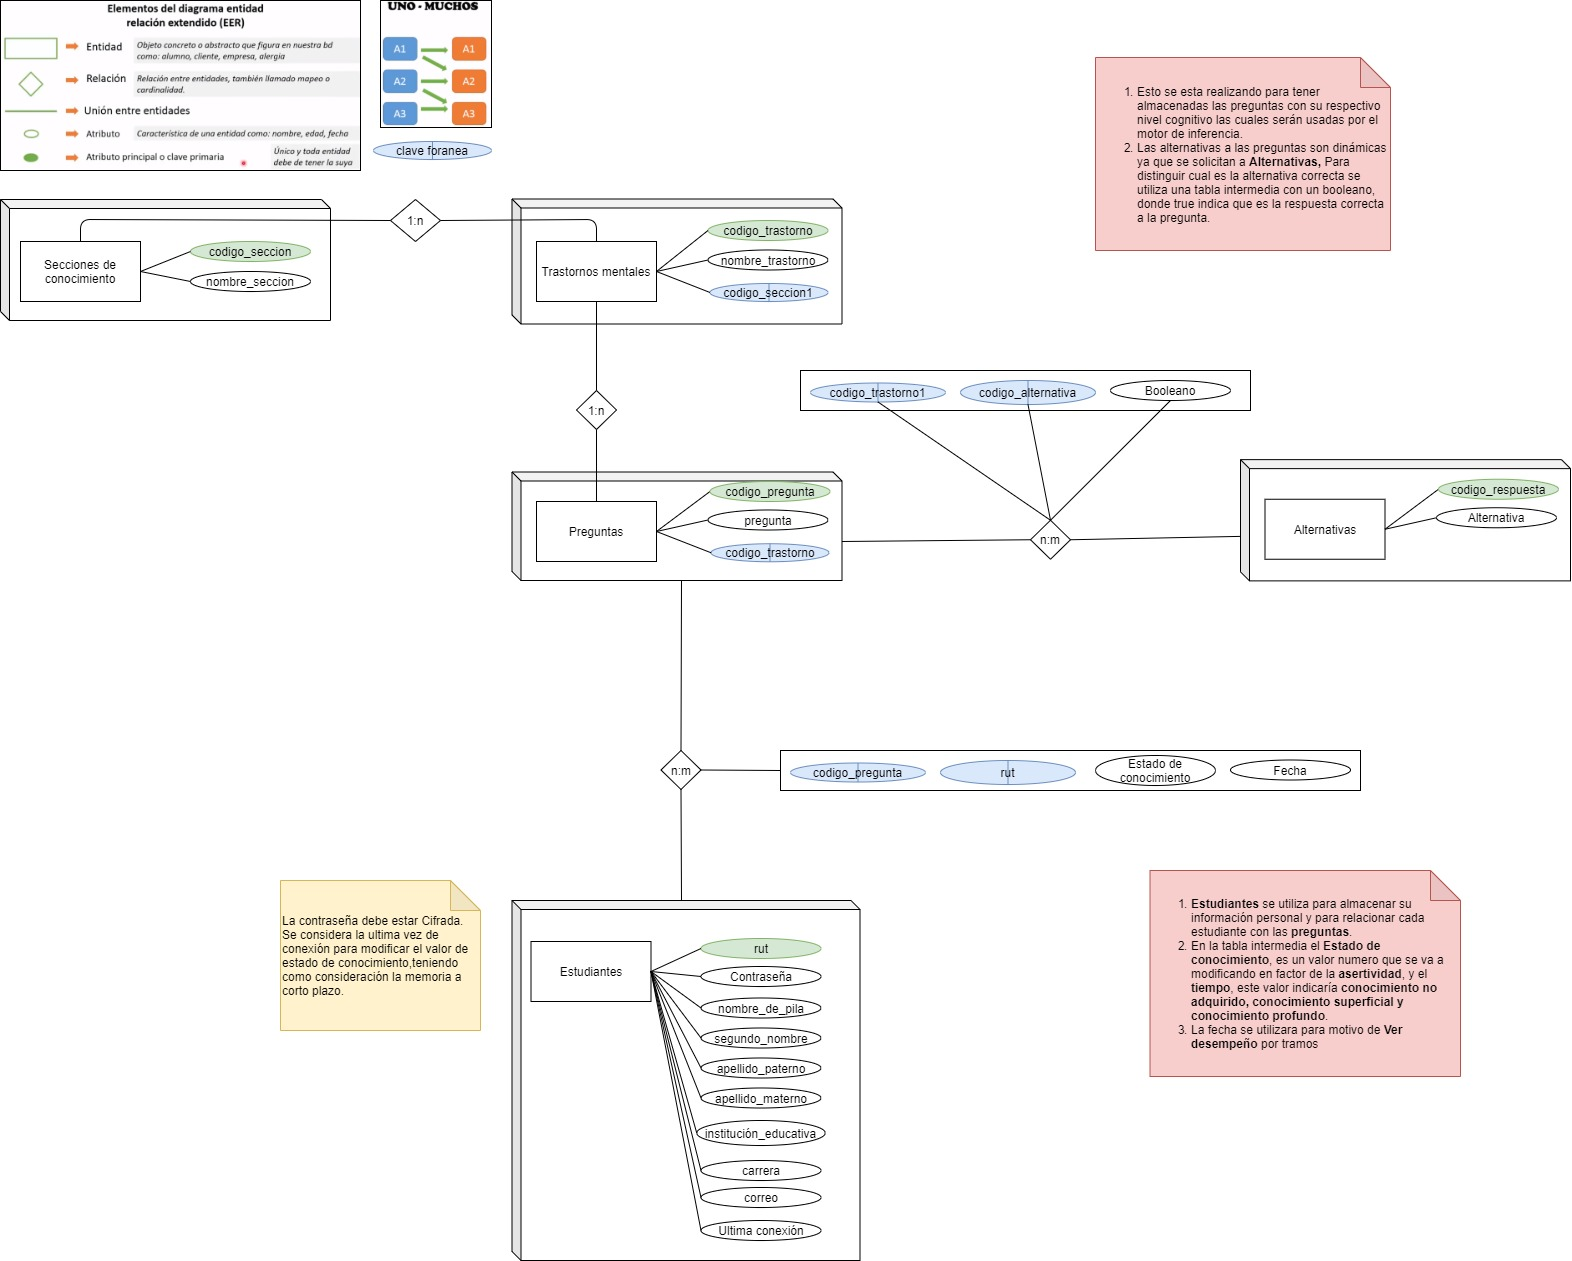 Elementos del diagrama entidad
relación extendido (EER)
Entidad
Objeto concreto o abstracto que figura en nuestra bd
como: alumno, cliente, empresa, alergia
Relación
Relación entre entidades, también llamado mapeo o
cardinalidad.
Unión entre entidades
Atributo
Característica de una entidad como: nombre, edad, fecha
Atributo principal o clave primaria
Único y toda entidad
debe de tener la suya
UNO - MUCHOS
A1
A1
A2
A2
A3
A3
clave foranea
1. Esto se esta realizando para tener
almacenadas las preguntas con su respectivo
nivel cognitivo las cuales serán usadas por el
motor de inferencia.
2. Las alternativas a las preguntas son dinámicas
ya que se solicitan a Alternativas, Para
distinguir cual es la alternativa correcta se
utiliza una tabla intermedia con un booleano,
donde true indica que es la respuesta correcta
a la pregunta.
Secciones de
conocimiento
codigo_seccion
nombre_seccion
1:n
Trastornos mentales
codigo_trastorno
nombre_trastorno
codigo_seccion1
1:n
codigo_trastorno1
codigo_alternativa
Booleano
Preguntas
codigo_pregunta
pregunta
codigo_trastorno
n:m
Alternativas
codigo_respuesta
Alternativa
n:m
codigo_pregunta
rut
Estado de
conocimiento
Fecha
La contraseña debe estar Cifrada.
Se considera la ultima vez de
conexión para modificar el valor de
estado de conocimiento,teniendo
como consideración la memoria a
corto plazo.
Estudiantes
rut
Contraseña
nombre_de_pila
segundo_nombre
apellido_paterno
apellido_materno
institución_educativa
carrera
correo
Ultima conexión
1. Estudiantes se utiliza para almacenar su
información personal y para relacionar cada
estudiante con las preguntas.
2. En la tabla intermedia el Estado de
conocimiento, es un valor numero que se va a
modificando en factor de la asertividad, y el
tiempo, este valor indicaría conocimiento no
adquirido, conocimiento superficial y
conocimiento profundo.
3. La fecha se utilizara para motivo de Ver
desempeño por tramos